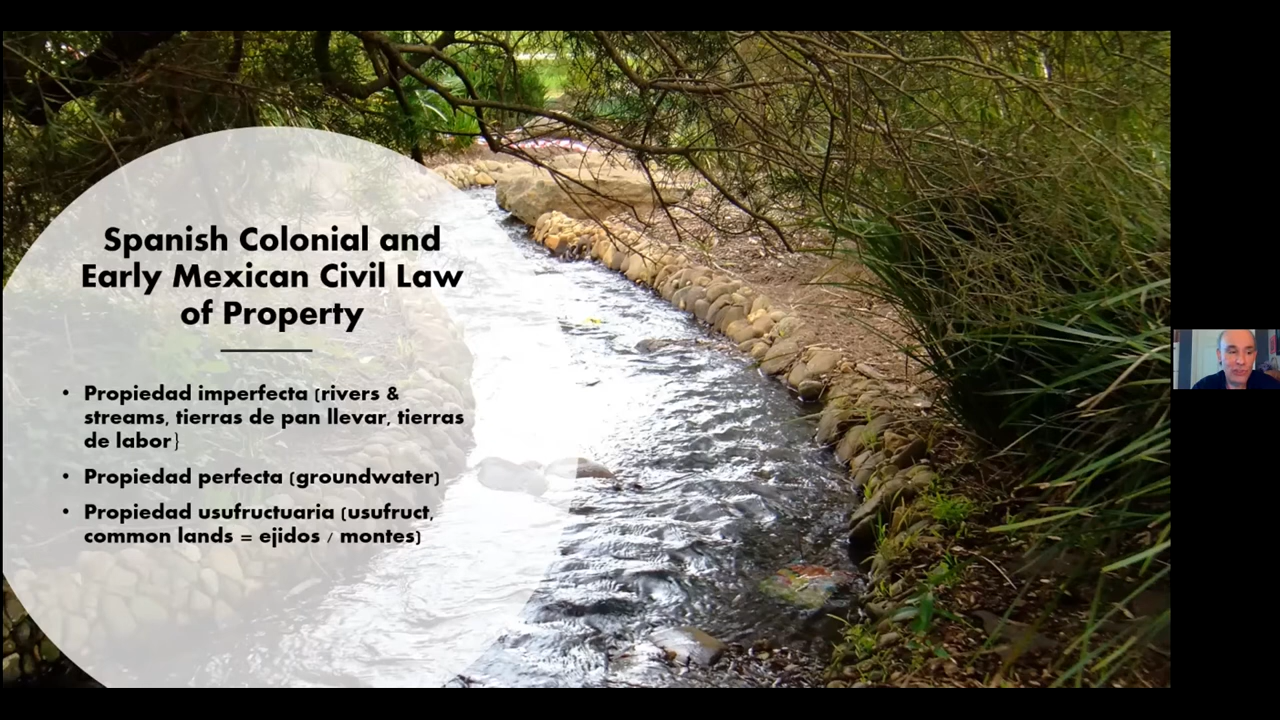 Spanish Colonial and
Early Mexican Civil Law
of Property
• Propiedad imperfecta (rivers &
streams, tierras de pan llevar, tierras
de labor}
• Propiedad perfecta (groundwater)
• Propiedad usufructuaria (usufruct,
common lands = ejidos / montes)